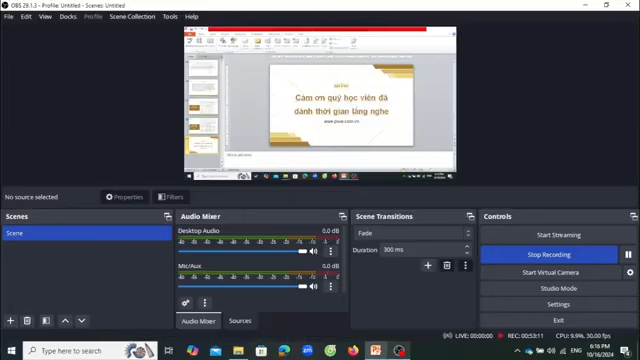 OBS 29.1.3 - Profile: Untitled - Scenes: Untitled
File Edit View Docks Profile Scene Collection Tools Help
Cảm ơn quý học viên đã
dành thời gian lắng nghe
No source selected
Properties Filters
Scenes
Audio Mixer
Scene Transitions
Controls
Scene
Desktop Audio 0.0 dB
Mic/Aux 0.0 dB
Audio Mixer Sources
Fade
Duration 300 ms
Start Streaming
Stop Recording
Start Virtual Camera
Studio Mode
Settings
Exit
LIVE: 00:00:00 REC: 00:53:11 CPU: 9.9%, 30.00 fps
Type here to search
ENG
6:16 PM
10/16/2024